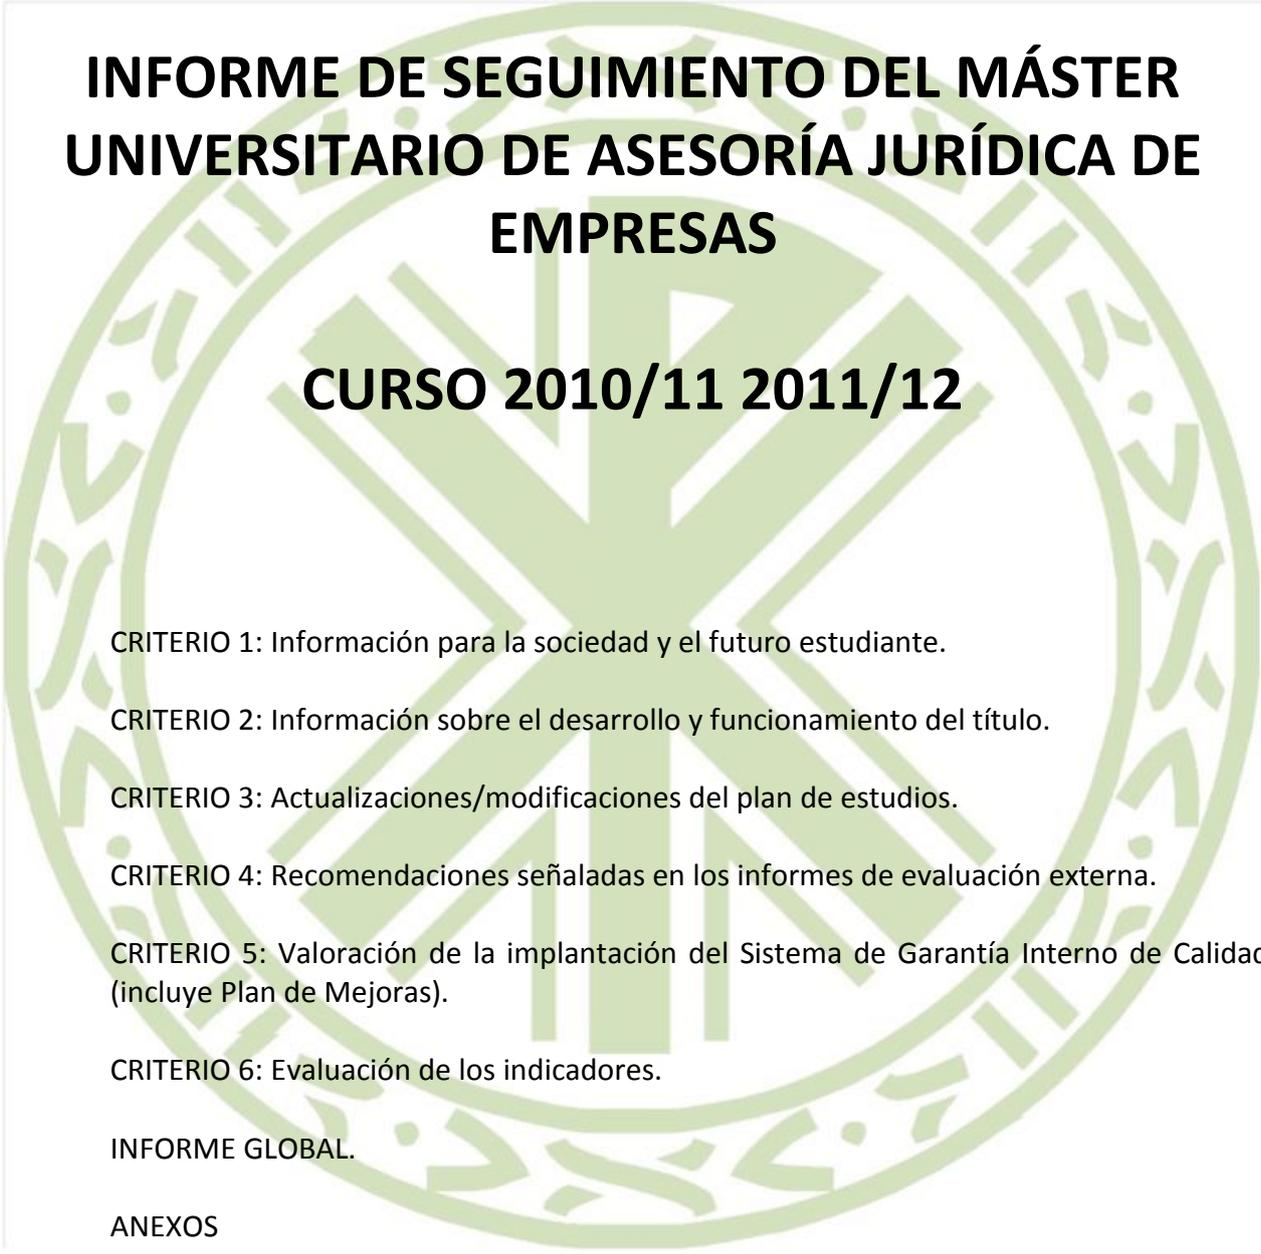 INFORME DE SEGUIMIENTO DEL MÁSTER
UNIVERSITARIO DE ASESORÍA JURÍDICA DE
EMPRESAS
CURSO 2010/11 2011/12
CRITERIO 1: Información para la sociedad y el futuro estudiante.
CRITERIO 2: Información sobre el desarrollo y funcionamiento del título.
CRITERIO 3: Actualizaciones/modificaciones del plan de estudios.
CRITERIO 4: Recomendaciones señaladas en los informes de evaluación externa.
CRITERIO 5: Valoración de la implantación del Sistema de Garantía Interno de Calidad
(incluye Plan de Mejoras).
CRITERIO 6: Evaluación de los indicadores.
INFORME GLOBAL.
ANEXOS